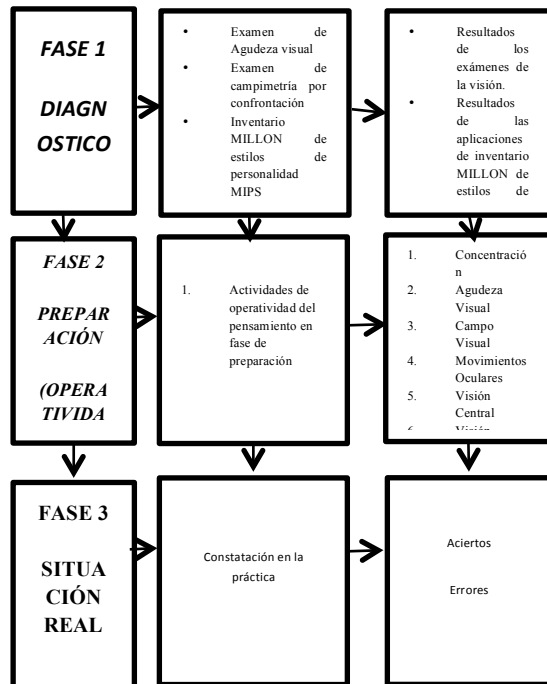 FASE 1
DIAGN
OSTICO
• Examen de
Agudeza visual
• Examen de
campimetría por
confrontación
• Inventario
MILLON de
estilos de
personalidad
MIPS
• Resultados
de los
exámenes de
la visión.
• Resultados
de las
aplicaciones
de inventario
MILLON de
estilos de
FASE 2
PREPAR
ACIÓN
(OPERA
TIVIDA
1. Actividades de
operatividad del
pensamiento en
fase de
preparación
1. Concentració
n
2. Agudeza
Visual
3. Campo
Visual
4. Movimientos
Oculares
5. Visión
Central
6. Visión
FASE 3
SITUA
CIÓN
REAL
Constatación en la
práctica
Aciertos
Errores